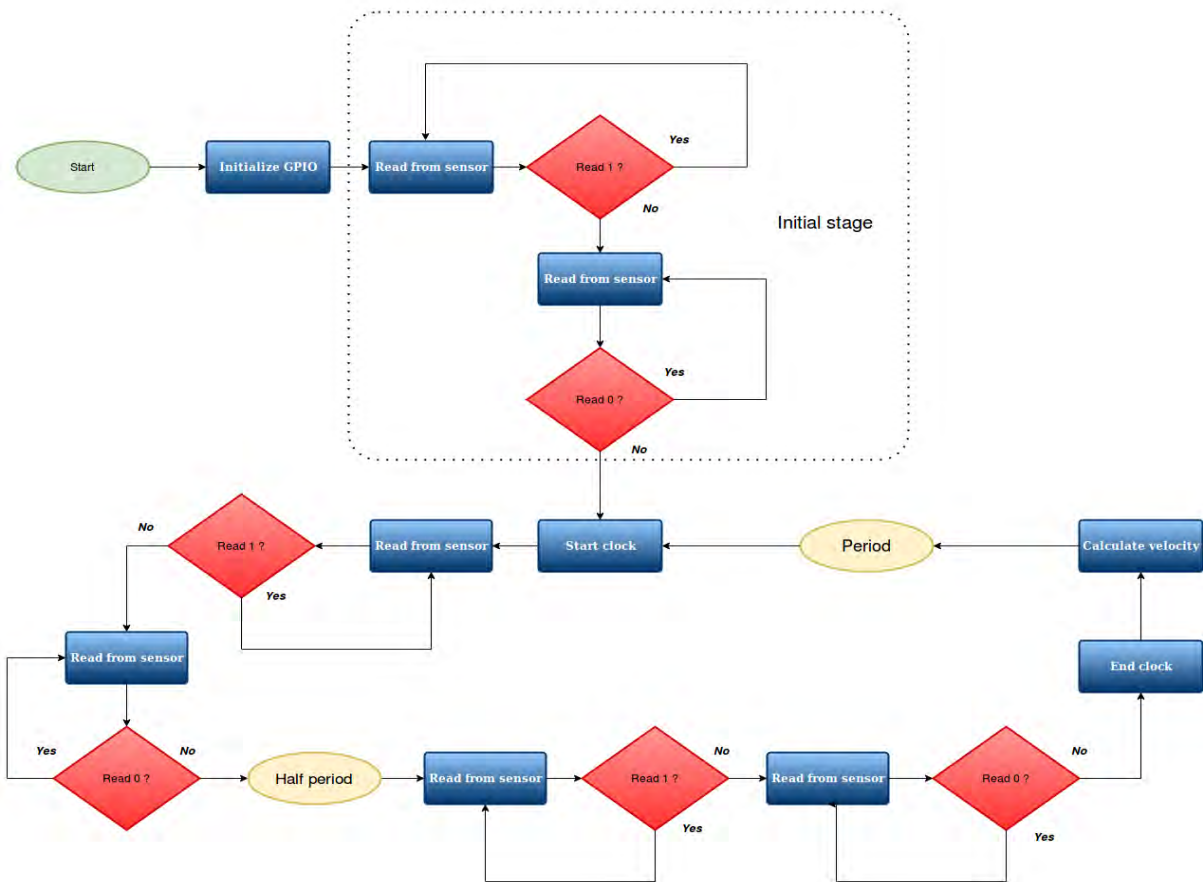 Yes
Start
Initialize GPIO
Read from sensor
Read 1 ?
No
Initial stage
Read from sensor
Yes
Read 0 ?
No
No
Read 1 ?
Read from sensor
Start clock
Period
Calculate velocity
Yes
Read from sensor
End clock
Yes
No
Read 0 ?
Half period
Read from sensor
Read 1 ?
No
Read from sensor
Read 0 ?
No
Yes
Yes